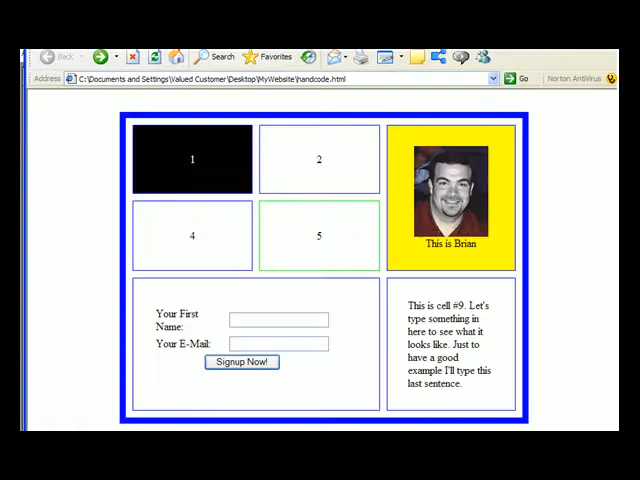 Back Search Favorites
Address C:\Documents and Settings\Valued Customer\Desktop\MyWebsite\handcode.html Go Norton AntiVirus
1
2
4
5
This is Brian
Your First
Name:
Your E-Mail:
Signup Now!
This is cell #9. Let's
type something in
here to see what it
looks like. Just to
have a good
example I'll type this
last sentence.